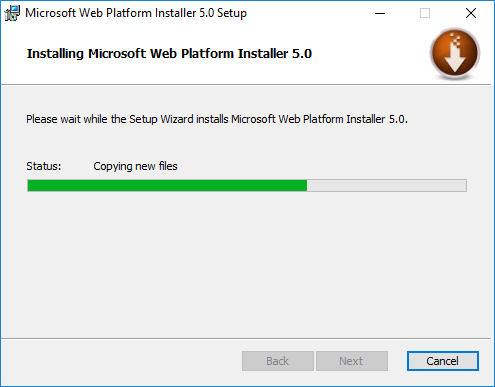 Microsoft Web Platform Installer 5.0 Setup
Installing Microsoft Web Platform Installer 5.0
Please wait while the Setup Wizard installs Microsoft Web Platform Installer 5.0.
Status: Copying new files
Back Next Cancel